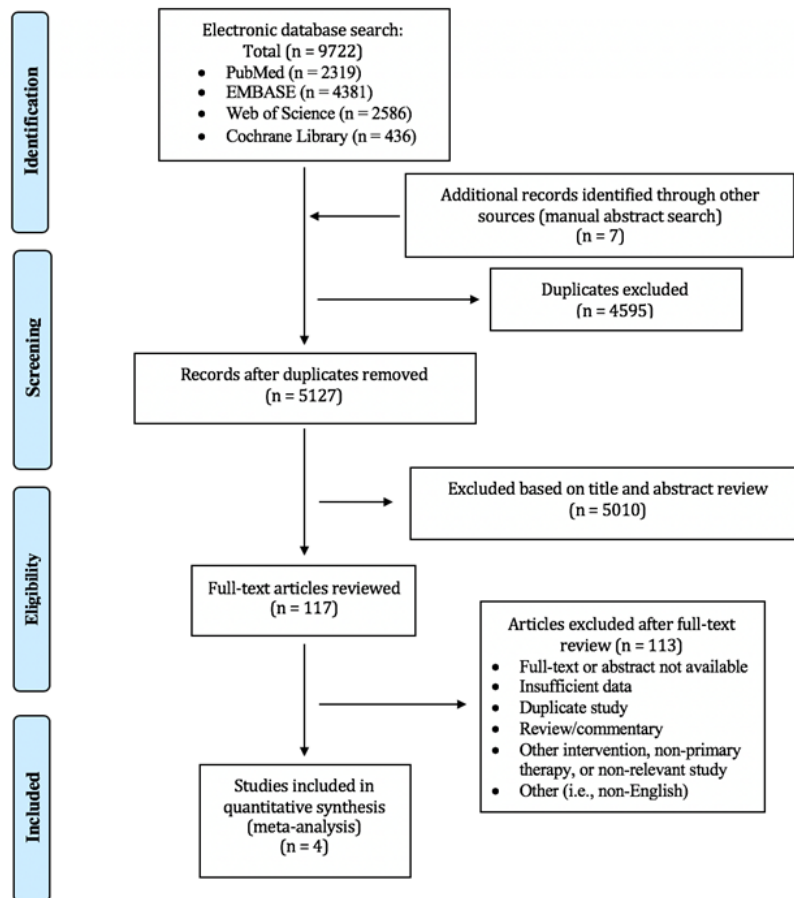 Identification
Electronic database search:
Total (n = 9722)
• PubMed (n = 2319)
• EMBASE (n = 4381)
• Web of Science (n = 2586)
• Cochrane Library (n = 436)
Additional records identified through other
sources (manual abstract search)
(n = 7)
Screening
Duplicates excluded
(n = 4595)
Records after duplicates removed
(n = 5127)
Excluded based on title and abstract review
(n = 5010)
Eligibility
Full-text articles reviewed
(n = 117)
Articles excluded after full-text
review (n = 113)
• Full-text or abstract not available
• Insufficient data
• Duplicate study
• Review/commentary
• Other intervention, non-primary
therapy, or non-relevant study
• Other (i.e., non-English)
Included
Studies included in
quantitative synthesis
(meta-analysis)
(n = 4)